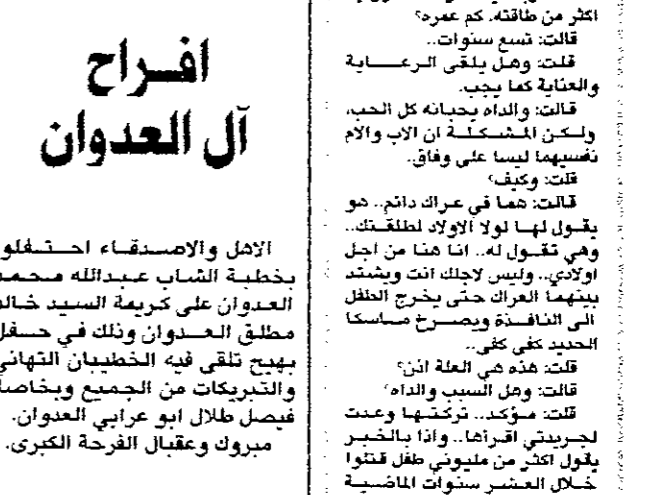 اكثر من طاقته. كم عمره؟
قالت: تسع سنوات..
قلت: وهل يلقى الرعاية
والعناية كما يجب.
قالت: والداه يحبانه كل الحب،
ولكن المشكلة ان الاب والام
نفسيهما ليسا على وفاق..
قلت: وكيف؟
قالت: هما في عراك دائم.. هو
يقول لها لولا الاولاد لطلقتك..
وهي تقول له.. انا هنا من اجل
اولادي.. وليس لاجلك انت ويشتد
بينهما العراك حتى يخرج الطفل
الى النافذة ويصرخ ماسكا
الحديد كفى كفى..
قلت: هذه هي العلة اذن؟
قالت: وهل السبب والداه؟
قلت: مؤكد.. تركتها وعدت
لجريدتي اقرأها.. واذا بالخبر
يقول اكثر من مليوني طفل قتلوا
خلال العشر سنوات الماضية
افراح
آل العدوان
الاهل والاصدقاء احتفلو
بخطبة الشاب عبدالله محمد
العدوان على كريمة السيد خالد
مطلق العدوان وذلك في حفل
بهيج تلقى فيه الخطيبان التهاني
والتبريكات من الجميع وبخاصة
فيصل طلال ابو عرابي العدوان.
مبروك وعقبال الفرحة الكبرى.